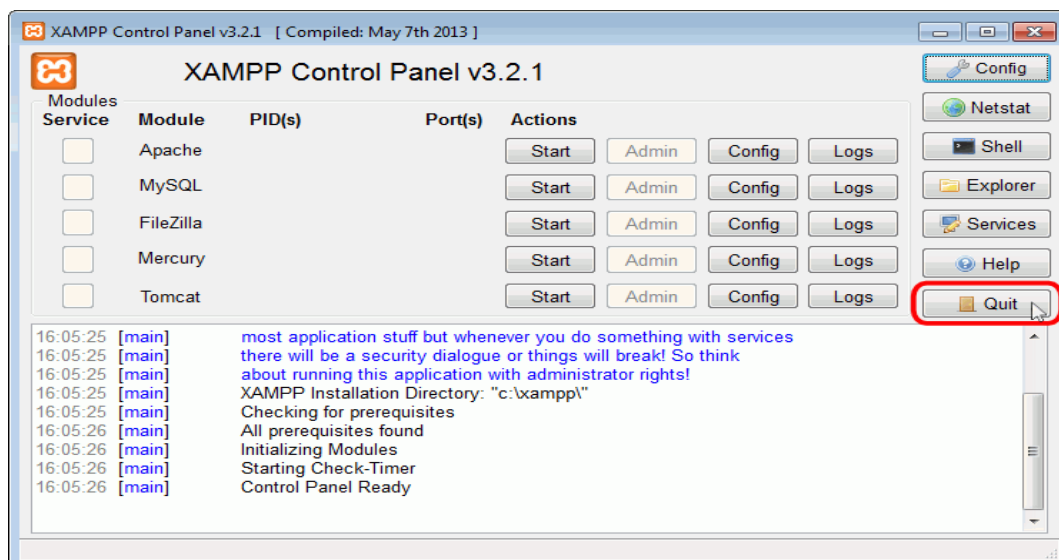 XAMPP Control Panel v3.2.1 [ Compiled: May 7th 2013 ]
XAMPP Control Panel v3.2.1
Config
Netstat
Shell
Explorer
Services
Help
Quit
Modules
Service Module PID(s) Port(s) Actions
Apache Start Admin Config Logs
MySQL Start Admin Config Logs
FileZilla Start Admin Config Logs
Mercury Start Admin Config Logs
Tomcat Start Admin Config Logs
16:05:25 [main] most application stuff but whenever you do something with services
16:05:25 [main] there will be a security dialogue or things will break! So think
16:05:25 [main] about running this application with administrator rights!
16:05:25 [main] XAMPP Installation Directory: "c:\xampp\"
16:05:26 [main] Checking for prerequisites
16:05:26 [main] All prerequisites found
16:05:26 [main] Initializing Modules
16:05:26 [main] Starting Check-Timer
16:05:26 [main] Control Panel Ready